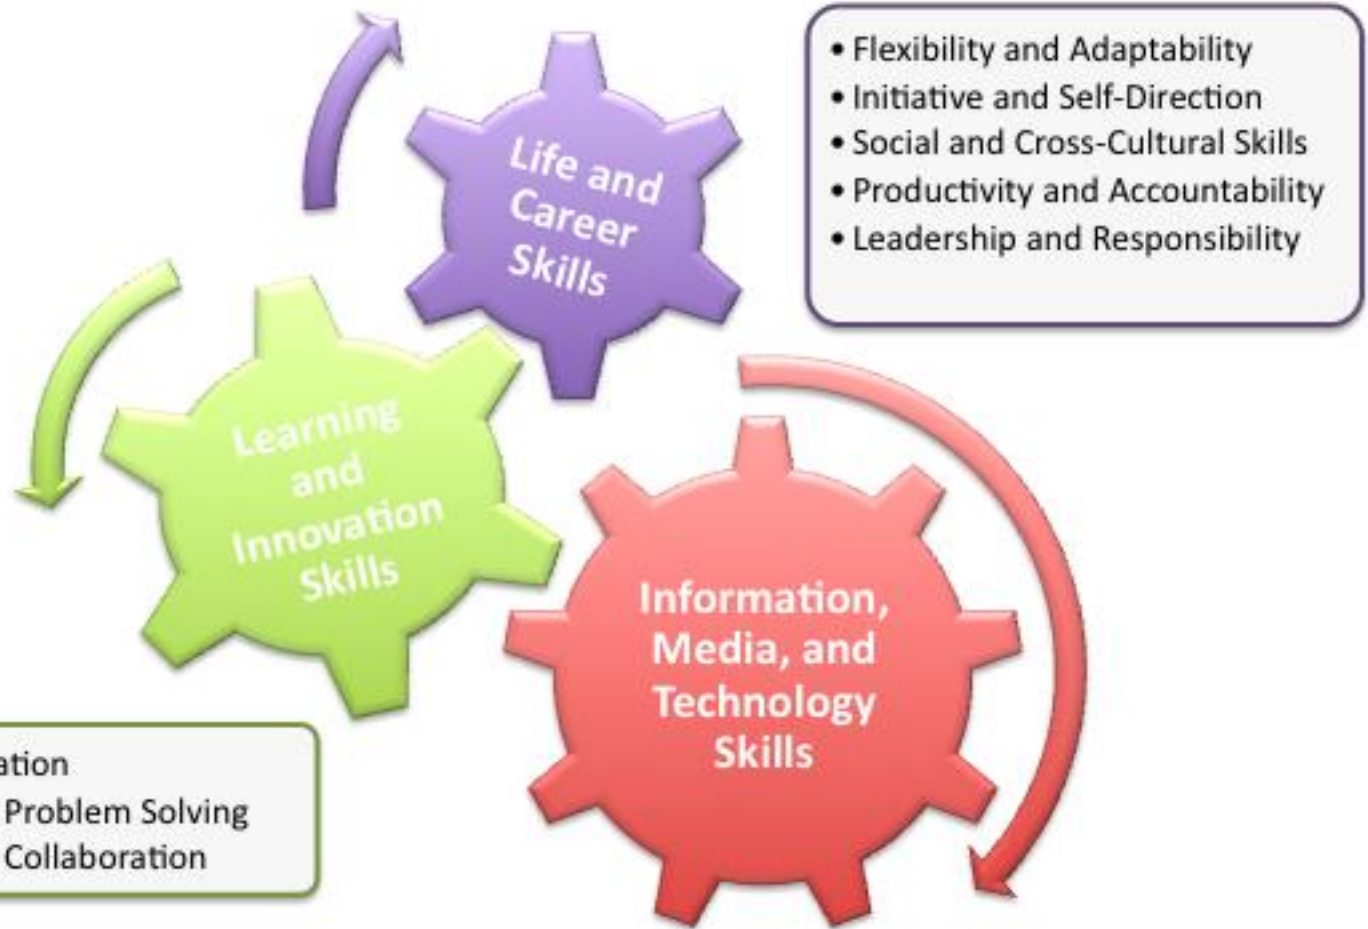 Life and
Career
Skills
• Flexibility and Adaptability
• Initiative and Self-Direction
• Social and Cross-Cultural Skills
• Productivity and Accountability
• Leadership and Responsibility
Learning
and
Innovation
Skills
Information,
Media, and
Technology
Skills
ation
Problem Solving
Collaboration